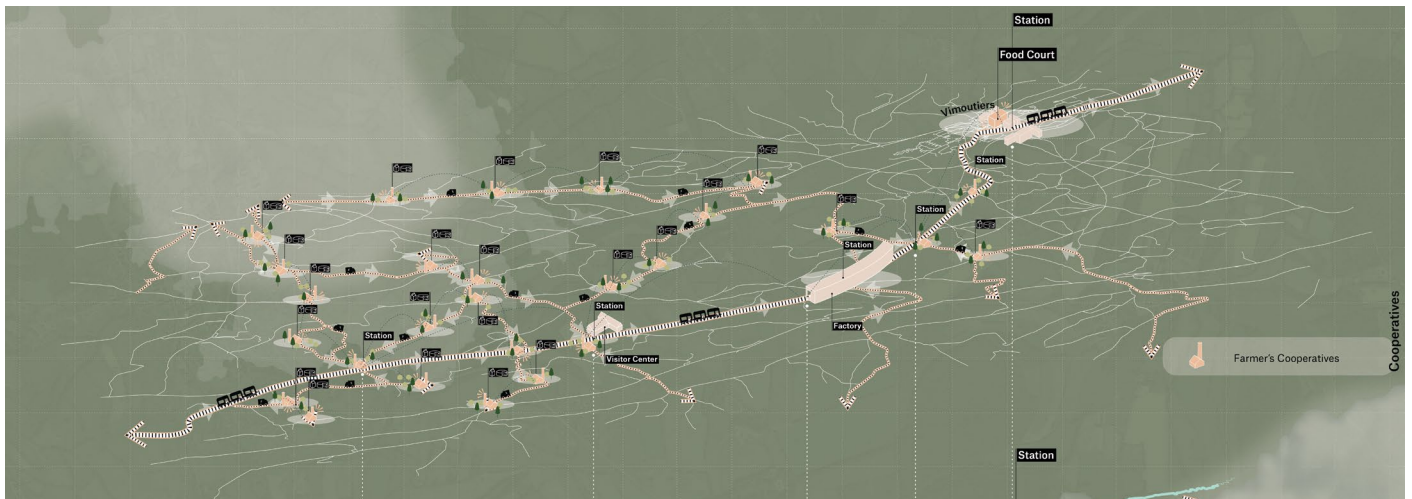 Station
Food Court
Vimoutiers
Station
Station
Station
Station
Station
Factory
Visitor Center
Farmer's Cooperatives
Cooperatives
Station